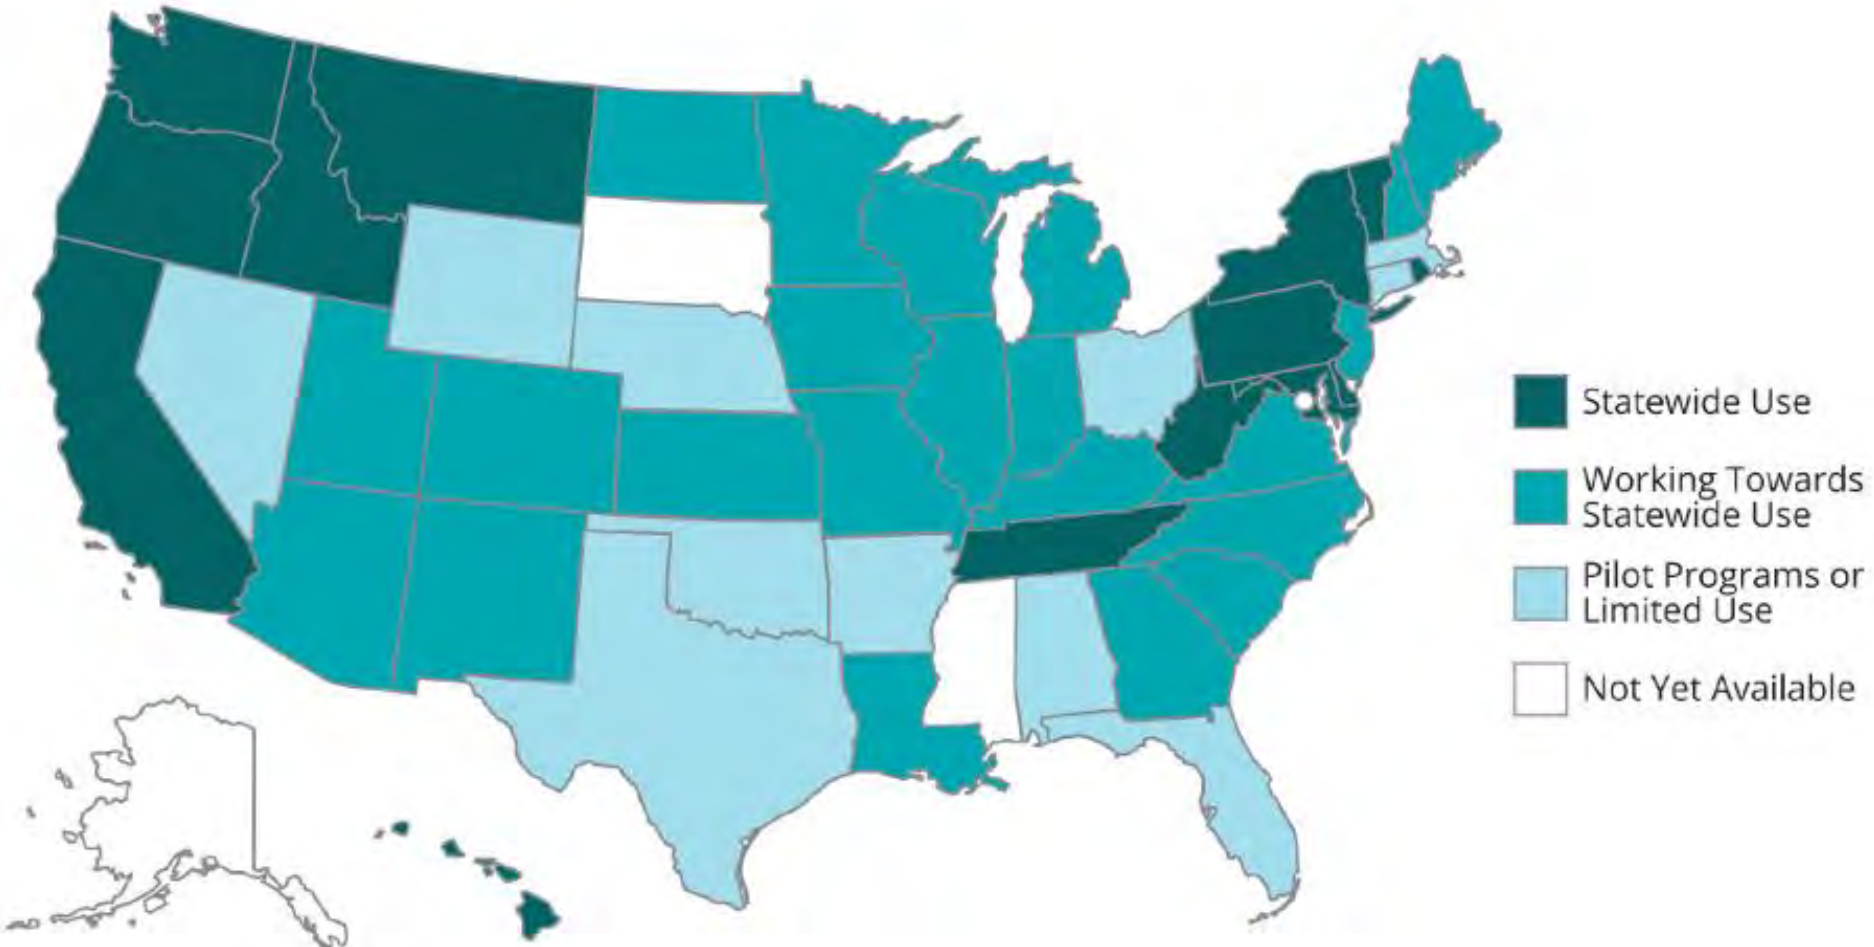 Statewide Use
Working Towards
Statewide Use
Pilot Programs or
Limited Use
Not Yet Available